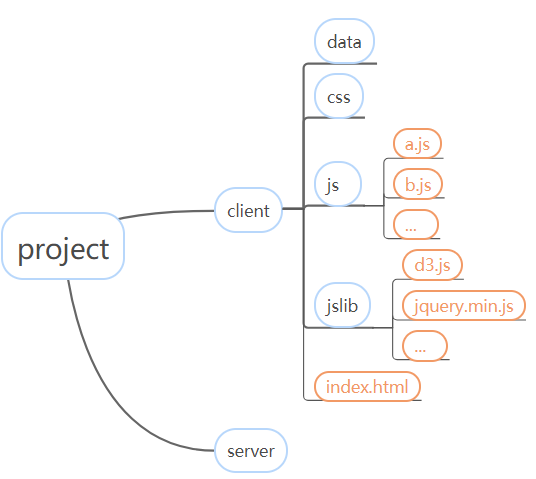 project
client
data
css
js
a.js
b.js
...
jslib
d3.js
jquery.min.js
...
index.html
server